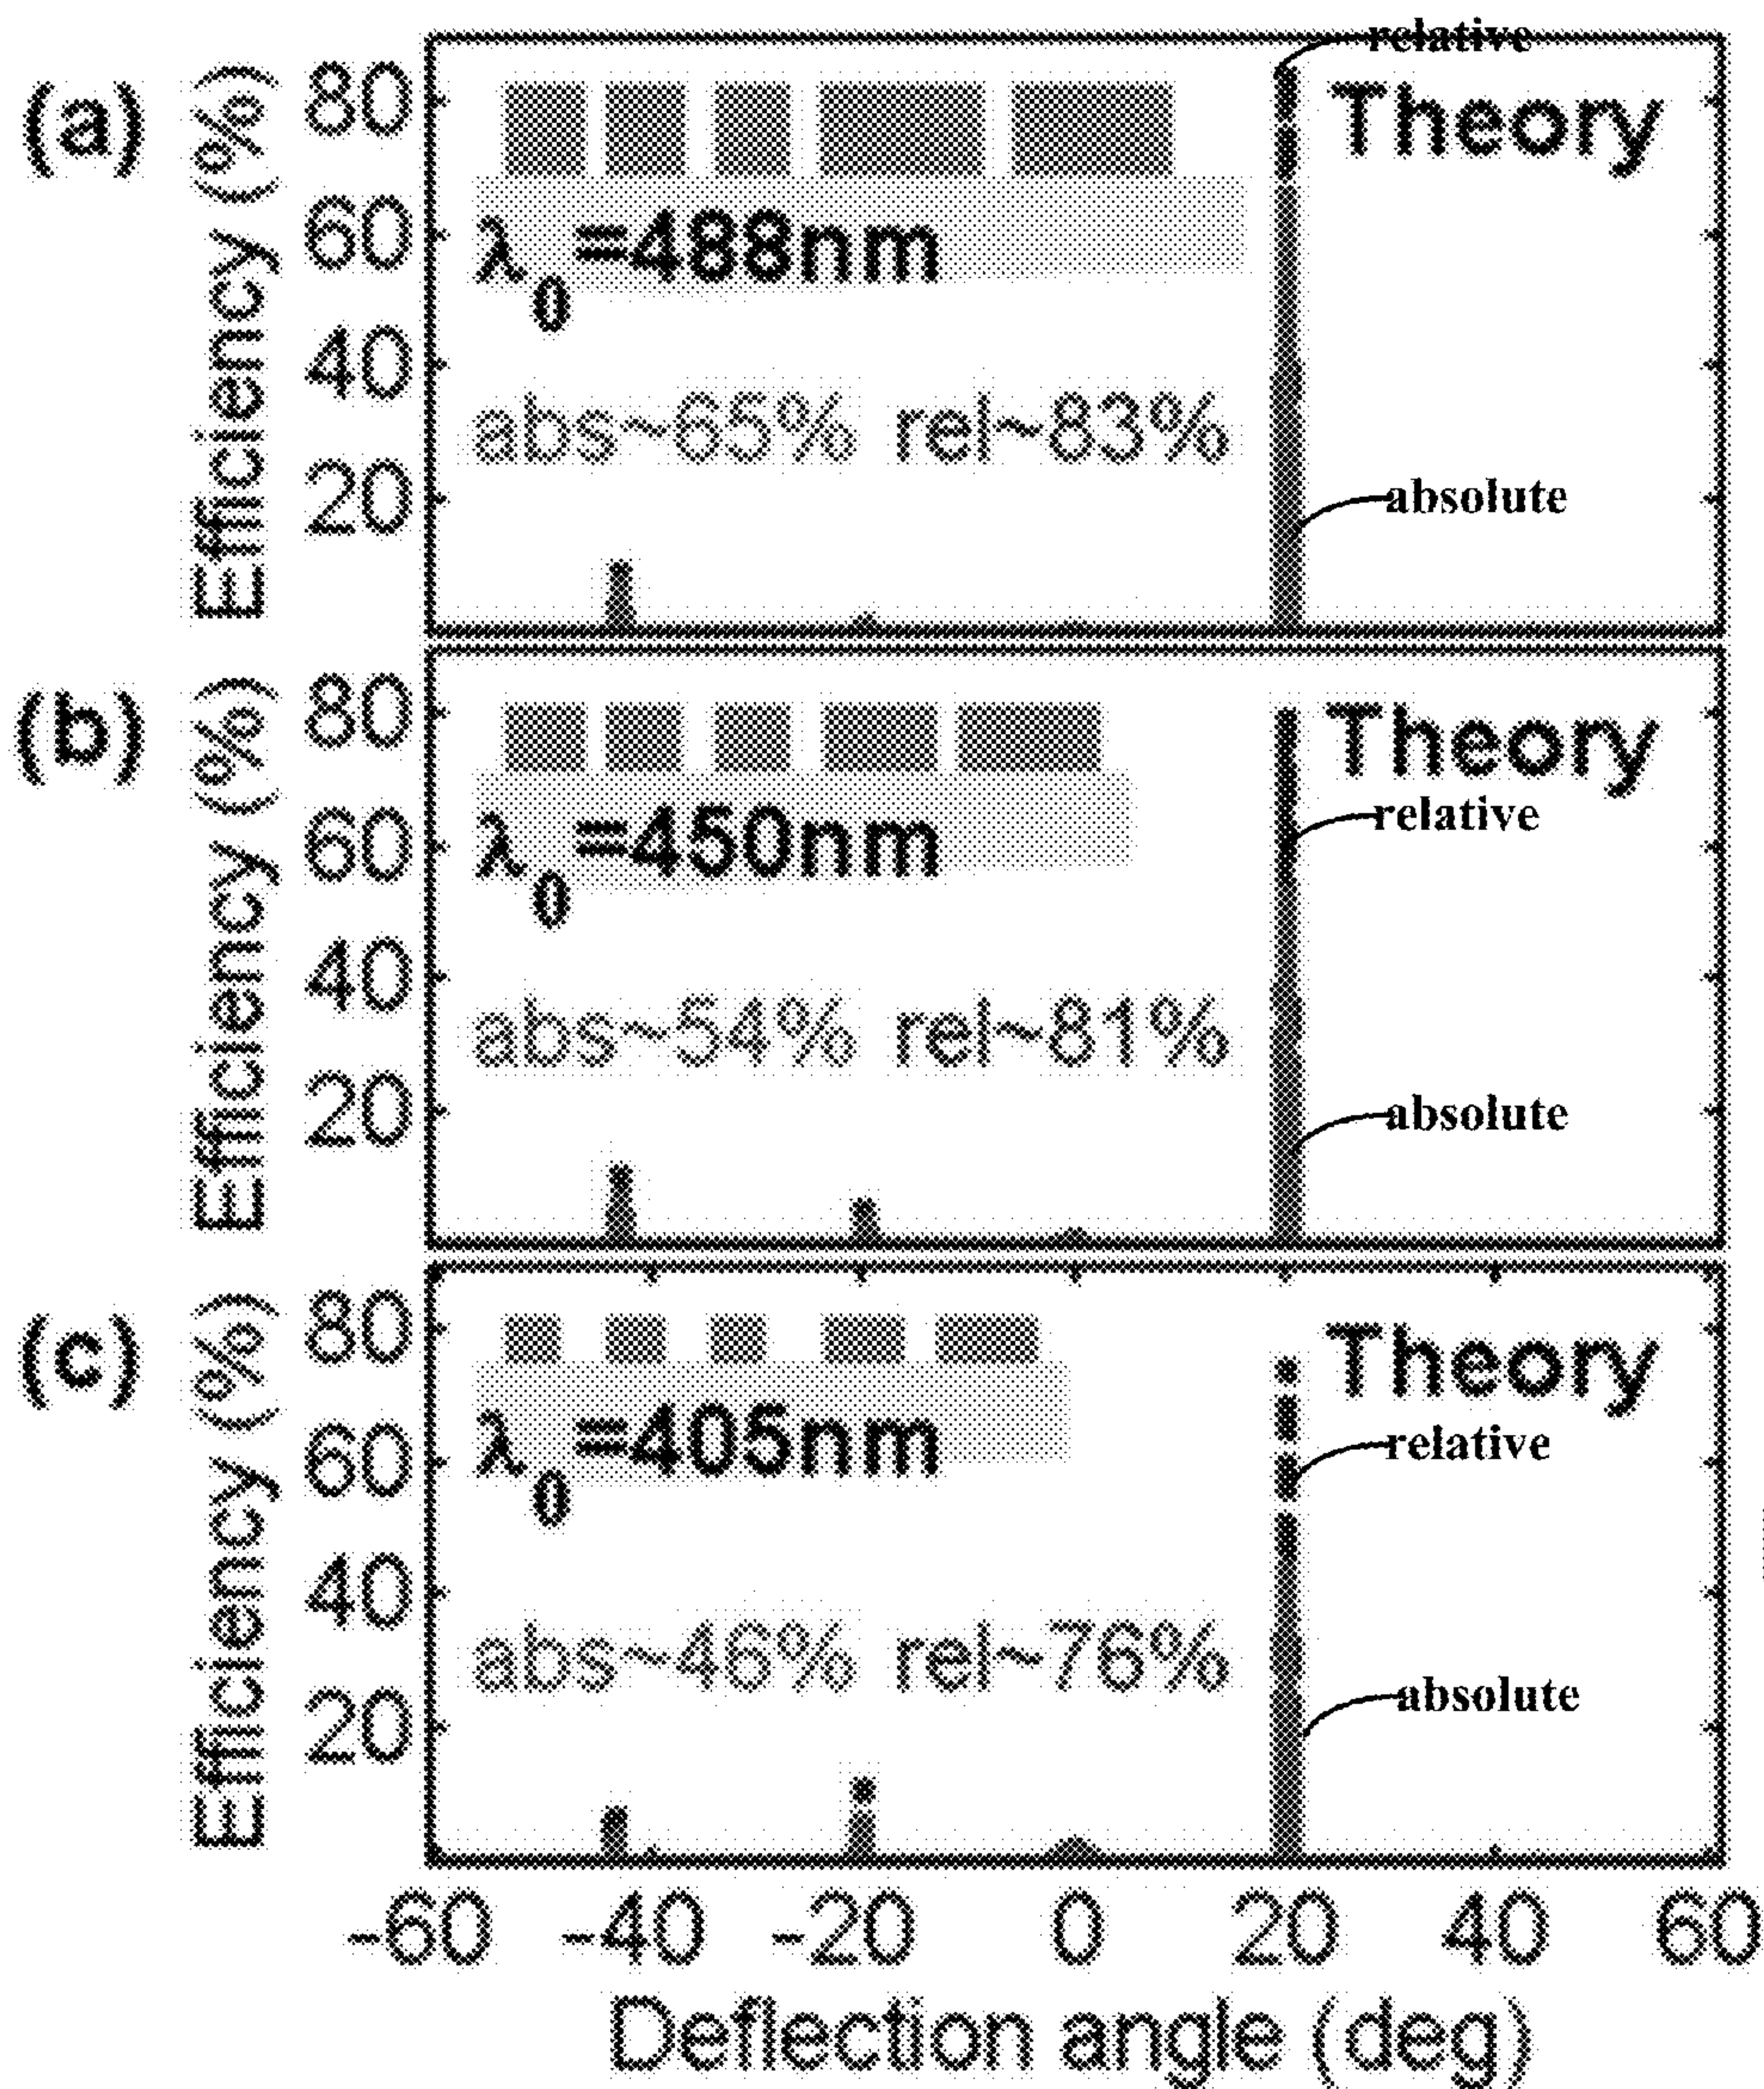 (a)
Efficiency (%)
80
60
40
20
relative
Theory
λ0=488nm
abs~65% rel~83%
absolute
(b)
Efficiency (%)
80
60
40
20
Theory
relative
λ0=450nm
abs~54% rel~81%
absolute
(c)
Efficiency (%)
80
60
40
20
Theory
relative
λ0=405nm
abs~46% rel~76%
absolute
-60 -40 -20 0 20 40 60
Deflection angle (deg)